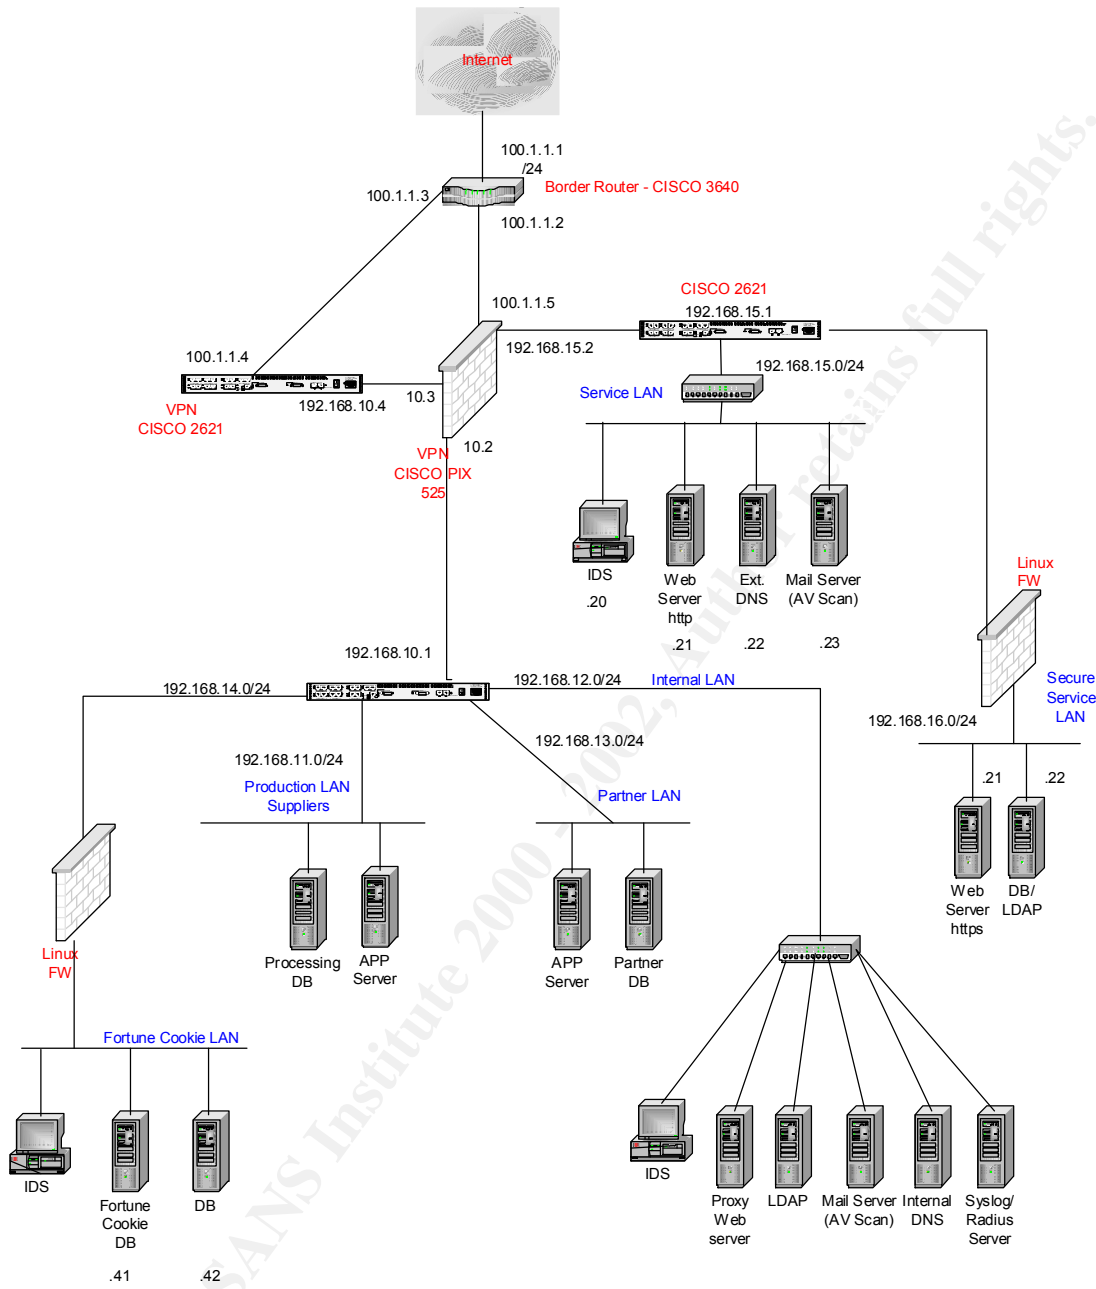 Internet
100.1.1.1
/24
Border Router - CISCO 3640
100.1.1.3
100.1.1.2
CISCO 2621
100.1.1.5
192.168.15.1
192.168.15.2
100.1.1.4
192.168.15.0/24
Service LAN
192.168.10.4
10.3
VPN
CISCO 2621
10.2
VPN
CISCO PIX
525
IDS
.20
Web
Server
http
.21
Ext.
DNS
.22
Mail Server
(AV Scan)
.23
Linux
FW
192.168.10.1
192.168.14.0/24
192.168.12.0/24
Internal LAN
Secure
Service
LAN
192.168.16.0/24
192.168.13.0/24
192.168.11.0/24
Production LAN
Suppliers
Partner LAN
.21
.22
Web
Server
https
DB/
LDAP
Linux
FW
Processing
DB
APP
Server
APP
Server
Partner
DB
Fortune Cookie LAN
IDS
Fortune
Cookie
DB
.41
DB
.42
IDS
Proxy
Web
server
LDAP
Mail Server
(AV Scan)
Internal
DNS
Syslog/
Radius
Server
SANS Institute 2000 - 2002, Author retains full rights.